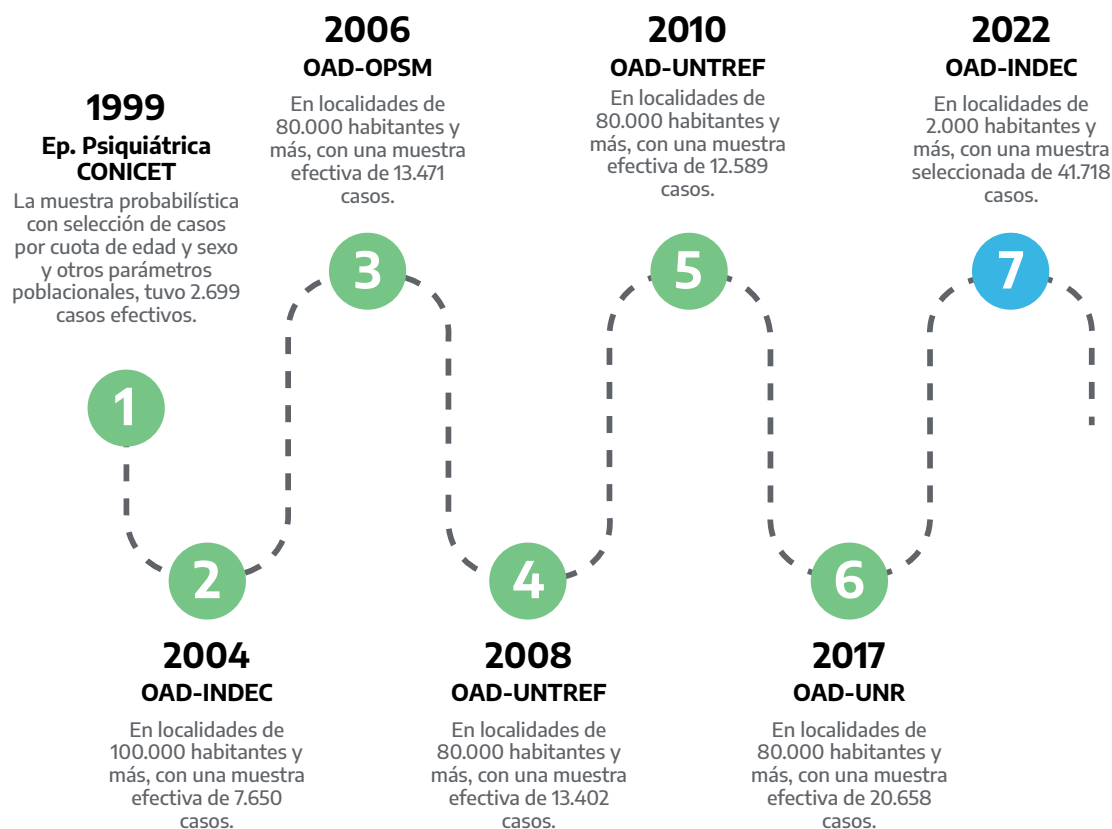 1999
Ep. Psiquiátrica
CONICET
La muestra probabilística
con selección de casos
por cuota de edad y sexo
y otros parámetros
poblacionales, tuvo 2.699
casos efectivos.
1
2
2004
OAD-INDEC
En localidades de
100.000 habitantes y
más, con una muestra
efectiva de 7.650
casos.
2006
OAD-OPSM
En localidades de
80.000 habitantes y
más, con una muestra
efectiva de 13.471
casos.
3
4
2008
OAD-UNTREF
En localidades de
80.000 habitantes y
más, con una muestra
efectiva de 13.402
casos.
2010
OAD-UNTREF
En localidades de
80.000 habitantes y
más, con una muestra
efectiva de 12.589
casos.
5
6
2017
OAD-UNR
En localidades de
80.000 habitantes y
más, con una muestra
efectiva de 20.658
casos.
2022
OAD-INDEC
En localidades de
2.000 habitantes y
más, con una muestra
seleccionada de 41.718
casos.
7